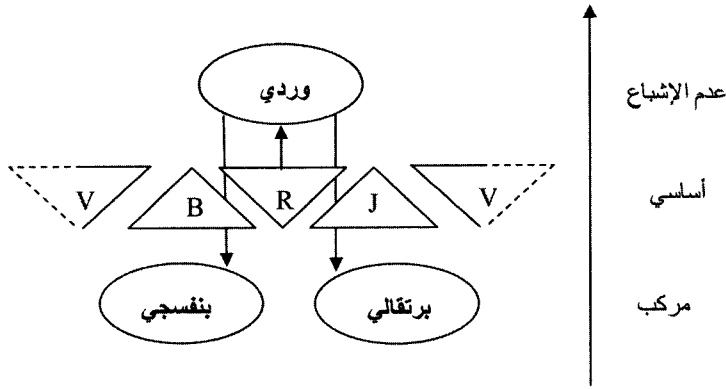 وردي
عدم الإشباع
V
B
R
J
V
أساسي
بنفسجي
برتقالي
مركب